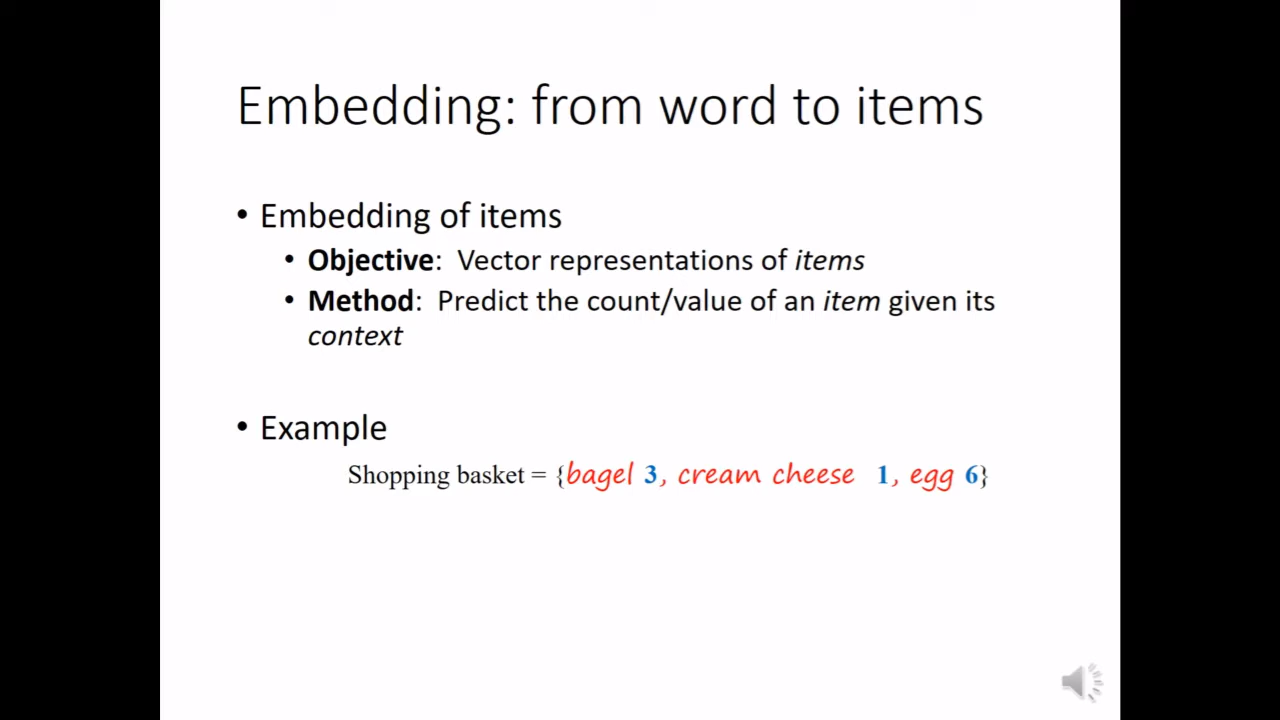 Embedding: from word to items
• Embedding of items
• Objective: Vector representations of items
• Method: Predict the count/value of an item given its
context
• Example
Shopping basket = {bagel 3, cream cheese 1, egg 6}